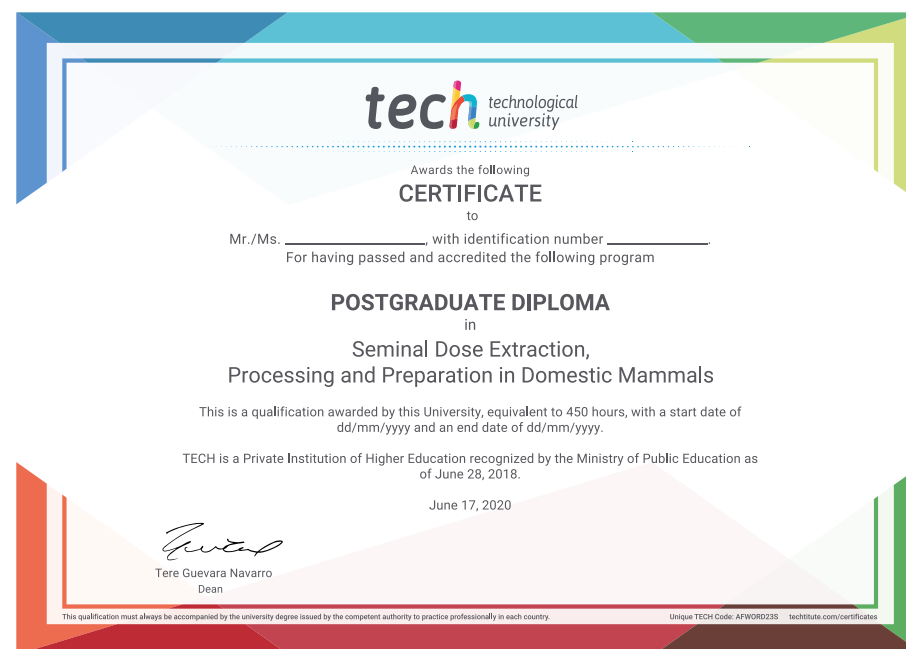 tech technological
university
Awards the following
CERTIFICATE
to
Mr./Ms. ____________________, with identification number ______________.
For having passed and accredited the following program
POSTGRADUATE DIPLOMA
in
Seminal Dose Extraction,
Processing and Preparation in Domestic Mammals
This is a qualification awarded by this University, equivalent to 450 hours, with a start date of
dd/mm/yyyy and an end date of dd/mm/yyyy.
TECH is a Private Institution of Higher Education recognized by the Ministry of Public Education as
of June 28, 2018.
June 17, 2020
Tere Guevara Navarro
Dean
This qualification must always be accompanied by the university degree issued by the competent authority to practice professionally in each country. Unique TECH Code: AFWORD23S techtitute.com/certificates